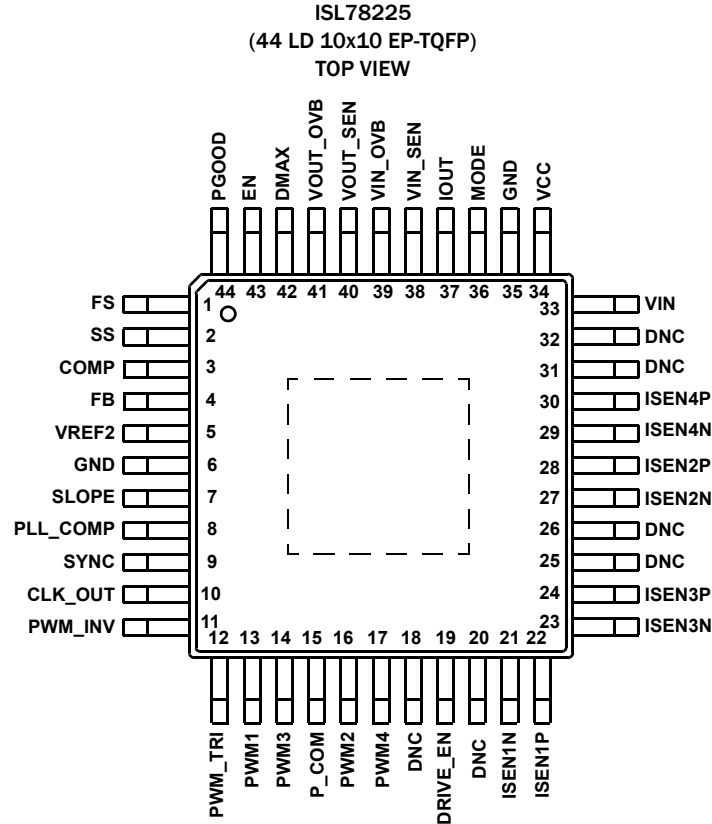 ISL78225
(44 LD 10x10 EP-TQFP)
TOP VIEW
PGOOD
EN
DMAX
VOUT_OVB
VOUT_SEN
VIN_OVB
VIN_SEN
IOUT
MODE
GND
VCC
44 43 42 41 40 39 38 37 36 35 34
FS 1
SS 2
COMP 3
FB 4
VREF2 5
GND 6
SLOPE 7
PLL_COMP 8
SYNC 9
CLK_OUT 10
PWM_INV 11
33 VIN
32 DNC
31 DNC
30 ISEN4P
29 ISEN4N
28 ISEN2P
27 ISEN2N
26 DNC
25 DNC
24 ISEN3P
23 ISEN3N
12 13 14 15 16 17 18 19 20 21 22
PWM_TRI
PWM1
PWM3
P_COM
PWM2
PWM4
DNC
DRIVE_EN
DNC
ISEN1N
ISEN1P